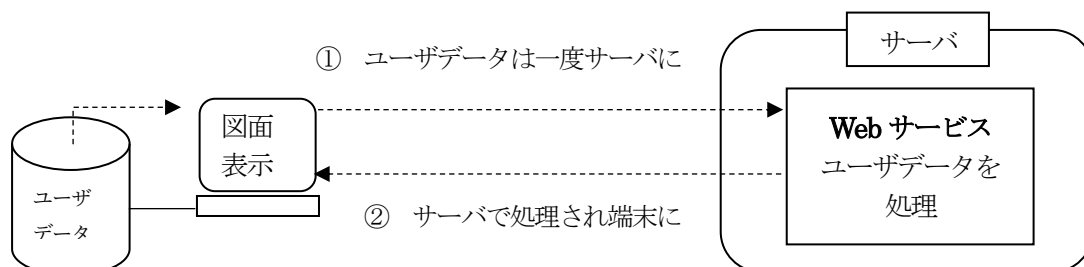 サーバ
① ユーザデータは一度サーバに
図面
表示
Web サービス
ユーザデータを
処理
ユーザ
データ
② サーバで処理され端末に